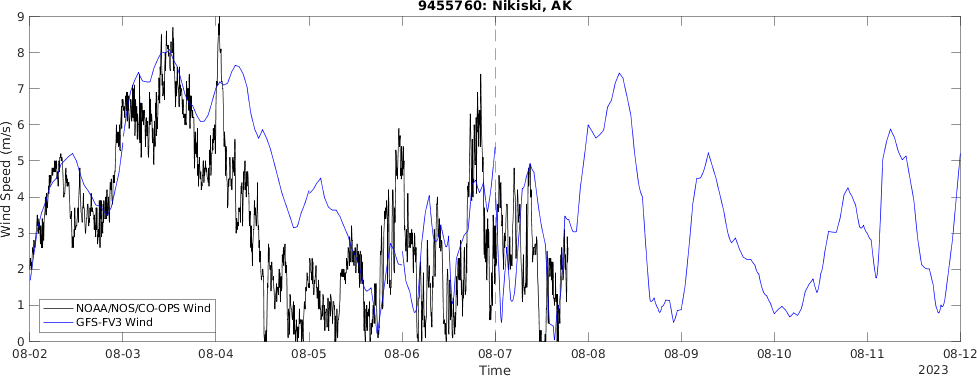 9455760: Nikiski, AK
Wind Speed (m/s)
9
8
7
6
5
4
3
2
1
0
NOAA/NOS/CO-OPS Wind
GFS-FV3 Wind
08-02 08-03 08-04 08-05 08-06 08-07 08-08 08-09 08-10 08-11 08-12
Time
2023